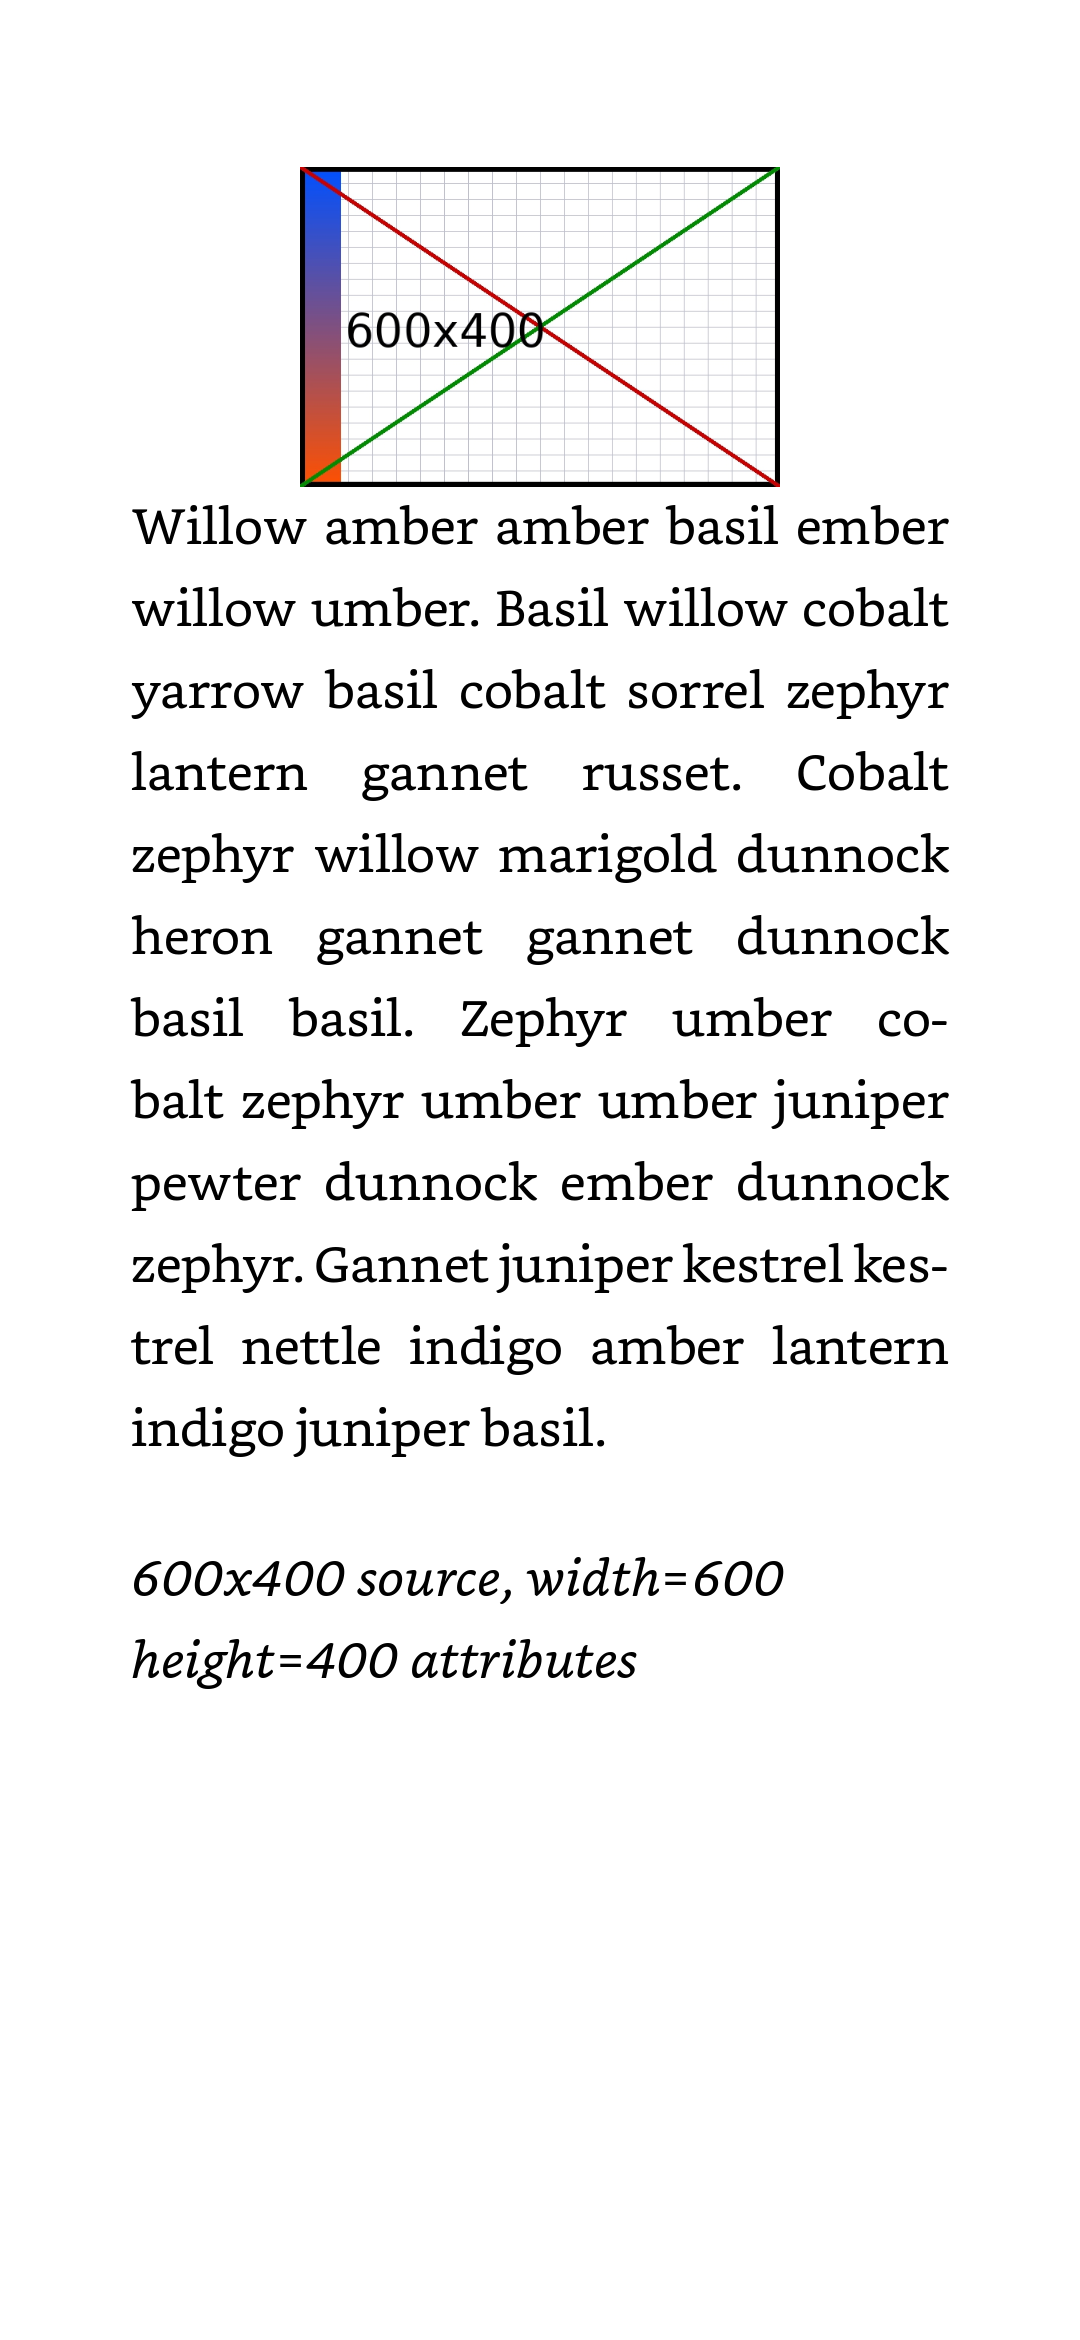 600x400
Willow amber amber basil ember
willow umber. Basil willow cobalt
yarrow basil cobalt sorrel zephyr
lantern gannet russet. Cobalt
zephyr willow marigold dunnock
heron gannet gannet dunnock
basil basil. Zephyr umber co-
balt zephyr umber umber juniper
pewter dunnock ember dunnock
zephyr. Gannet juniper kestrel kes-
trel nettle indigo amber lantern
indigo juniper basil.
600x400 source, width=600
height=400 attributes